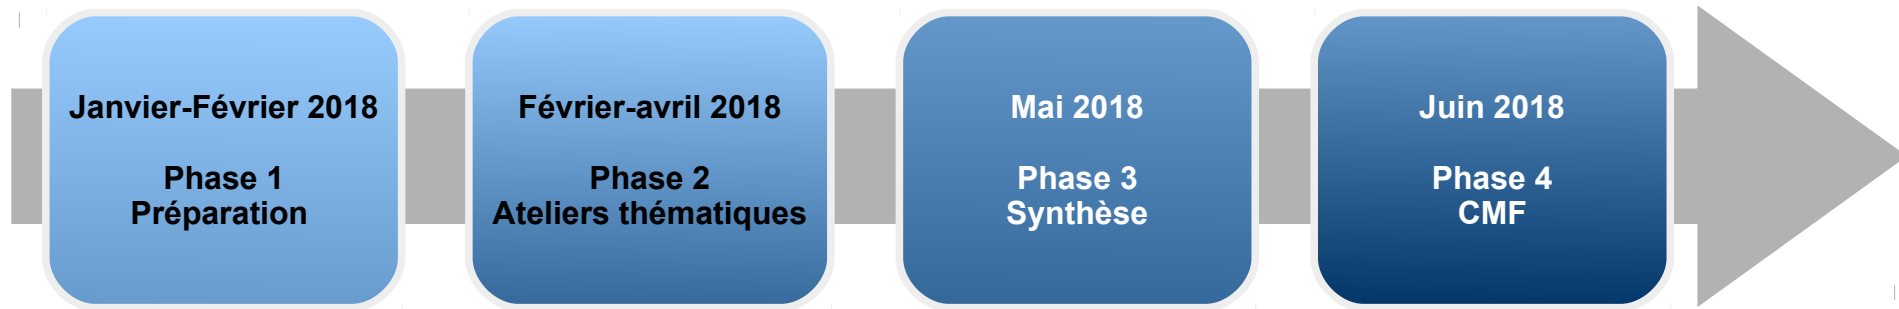 Janvier-Février 2018
Phase 1
Préparation
Février-avril 2018
Phase 2
Ateliers thématiques
Mai 2018
Phase 3
Synthèse
Juin 2018
Phase 4
CMF